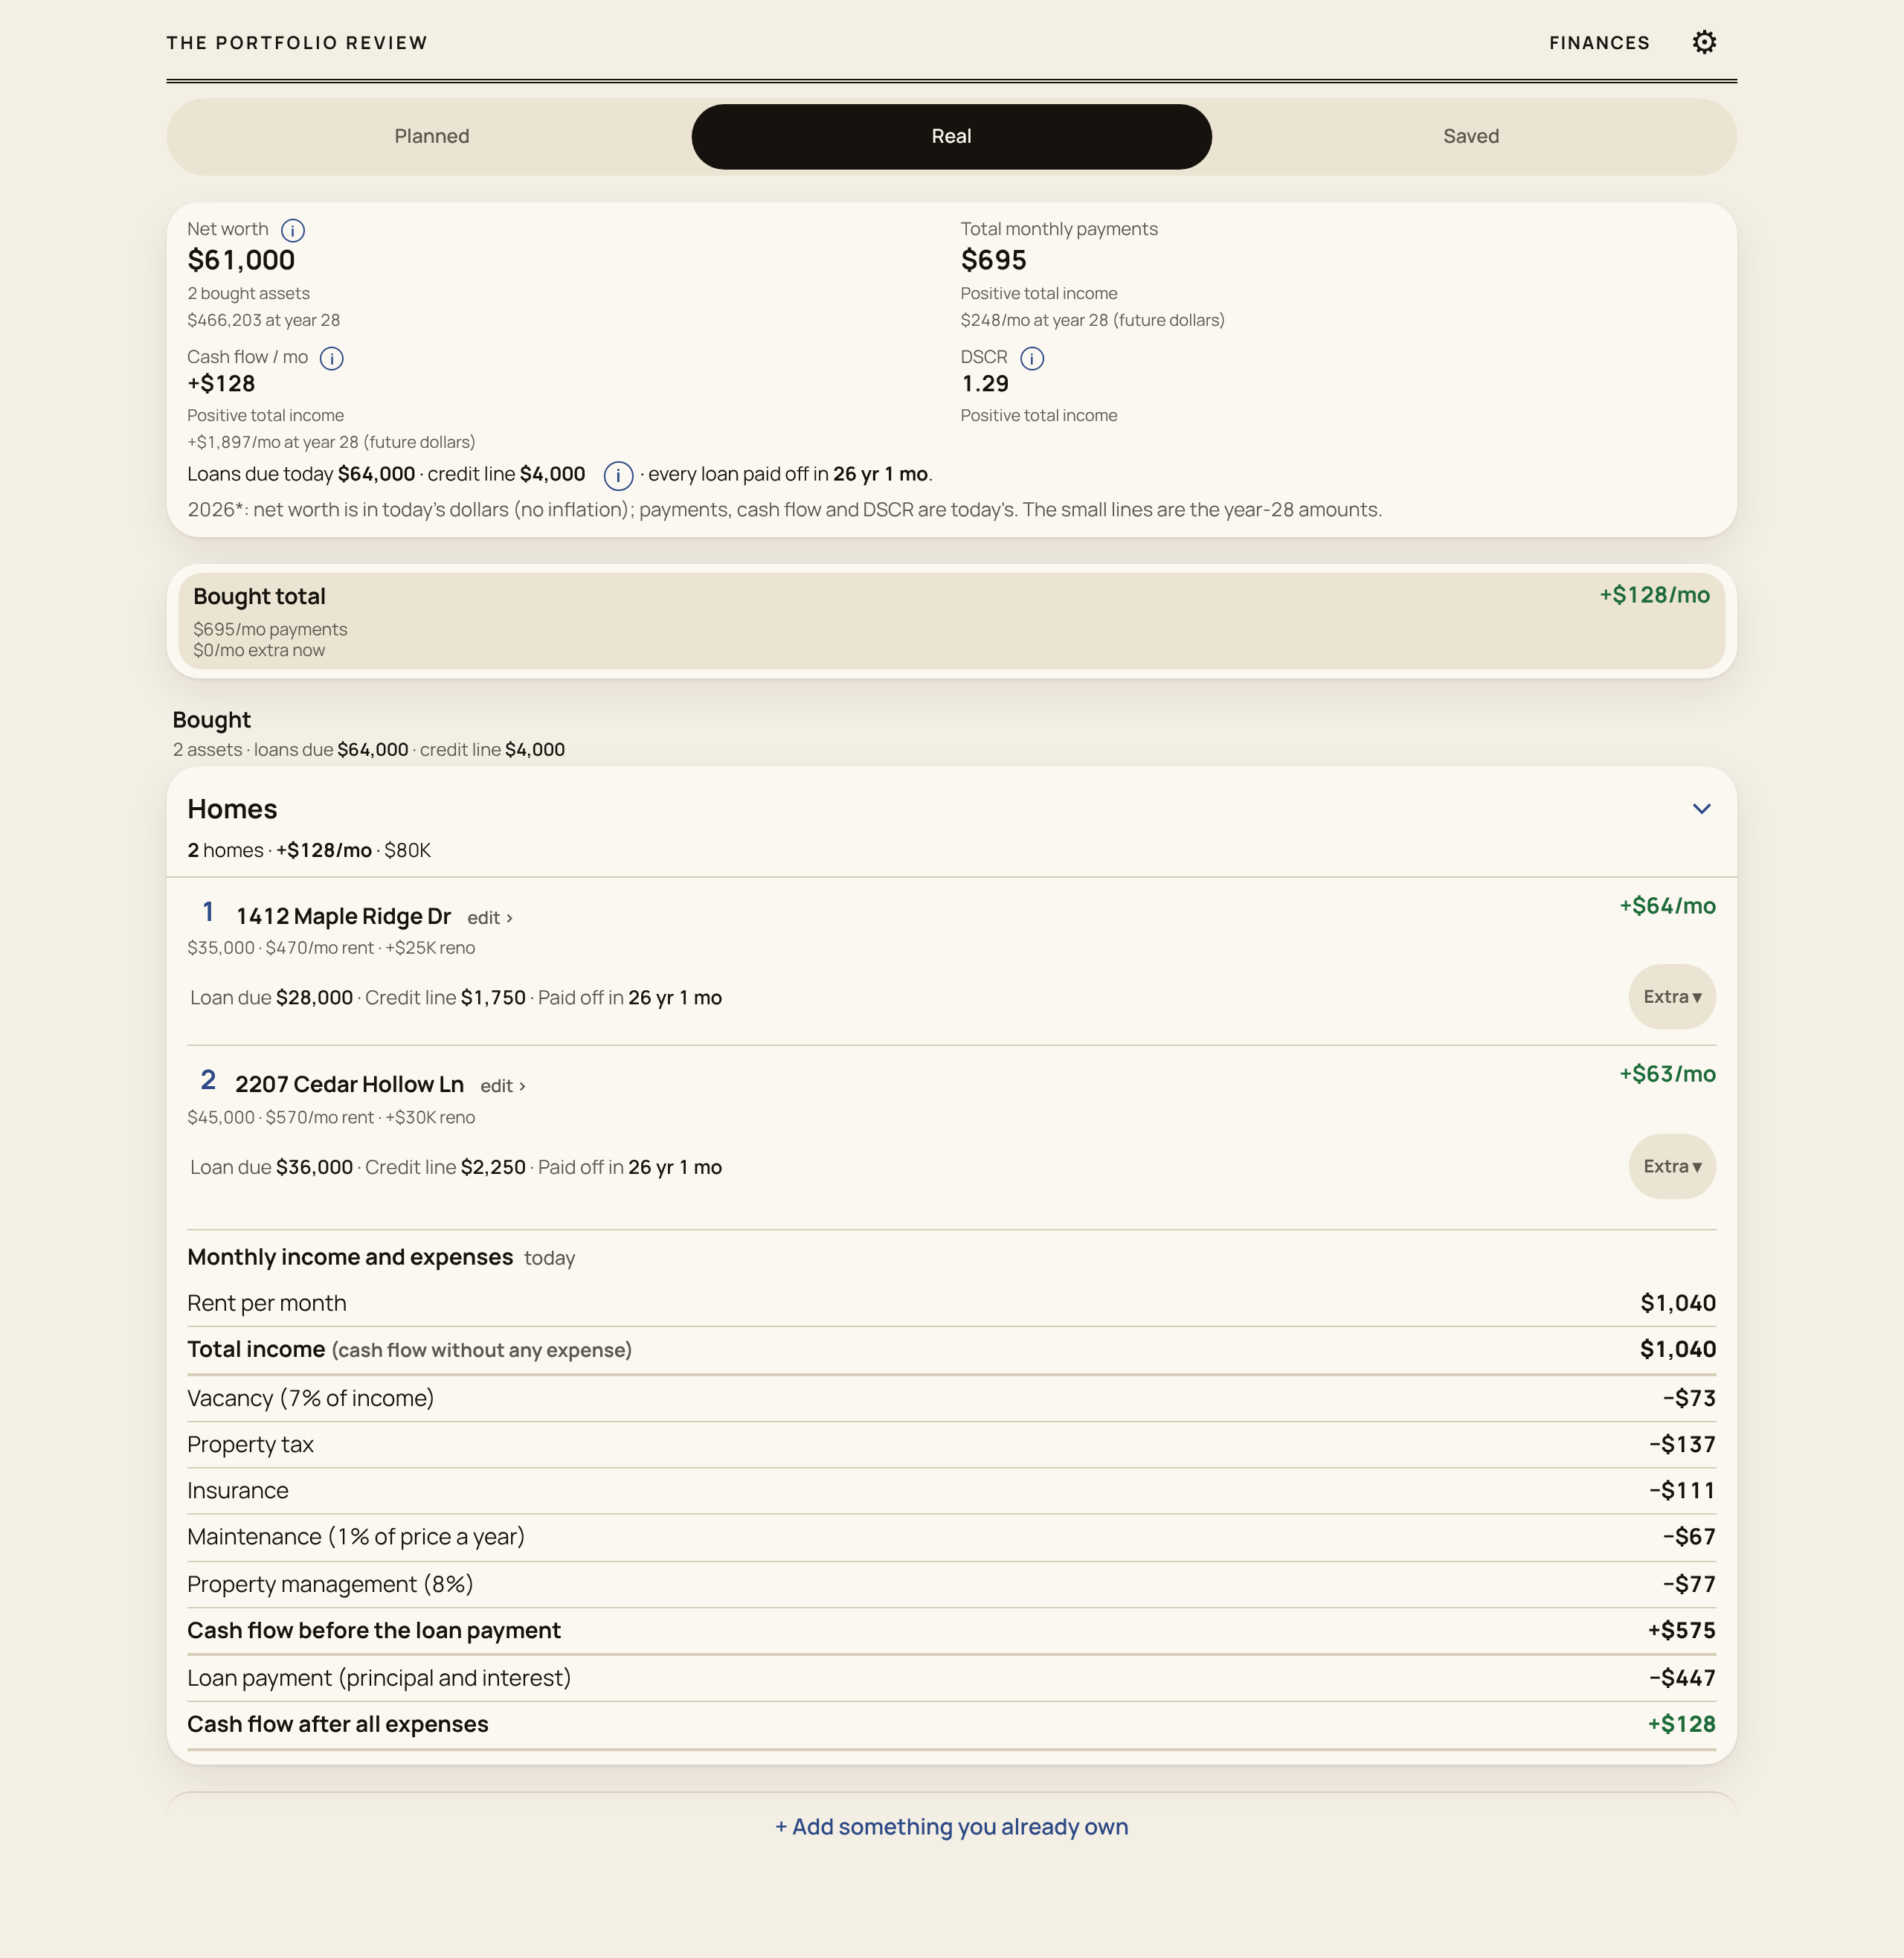 THE PORTFOLIO REVIEW
FINANCES
Planned
Real
Saved
Net worth
$61,000
2 bought assets
$466,203 at year 28
Total monthly payments
$695
Positive total income
$248/mo at year 28 (future dollars)
Cash flow / mo
+$128
Positive total income
+$1,897/mo at year 28 (future dollars)
DSCR
1.29
Positive total income
Loans due today $64,000 · credit line $4,000 · every loan paid off in 26 yr 1 mo.
2026*: net worth is in today's dollars (no inflation); payments, cash flow and DSCR are today's. The small lines are the year-28 amounts.
Bought total
+$128/mo
$695/mo payments
$0/mo extra now
Bought
2 assets · loans due $64,000 · credit line $4,000
Homes
2 homes · +$128/mo · $80K
1 1412 Maple Ridge Dr edit ›
+$64/mo
$35,000 · $470/mo rent · +$25K reno
Loan due $28,000 · Credit line $1,750 · Paid off in 26 yr 1 mo
Extra ▾
2 2207 Cedar Hollow Ln edit ›
+$63/mo
$45,000 · $570/mo rent · +$30K reno
Loan due $36,000 · Credit line $2,250 · Paid off in 26 yr 1 mo
Extra ▾
Monthly income and expenses today
Rent per month $1,040
Total income (cash flow without any expense) $1,040
Vacancy (7% of income) −$73
Property tax −$137
Insurance −$111
Maintenance (1% of price a year) −$67
Property management (8%) −$77
Cash flow before the loan payment +$575
Loan payment (principal and interest) −$447
Cash flow after all expenses +$128
+ Add something you already own